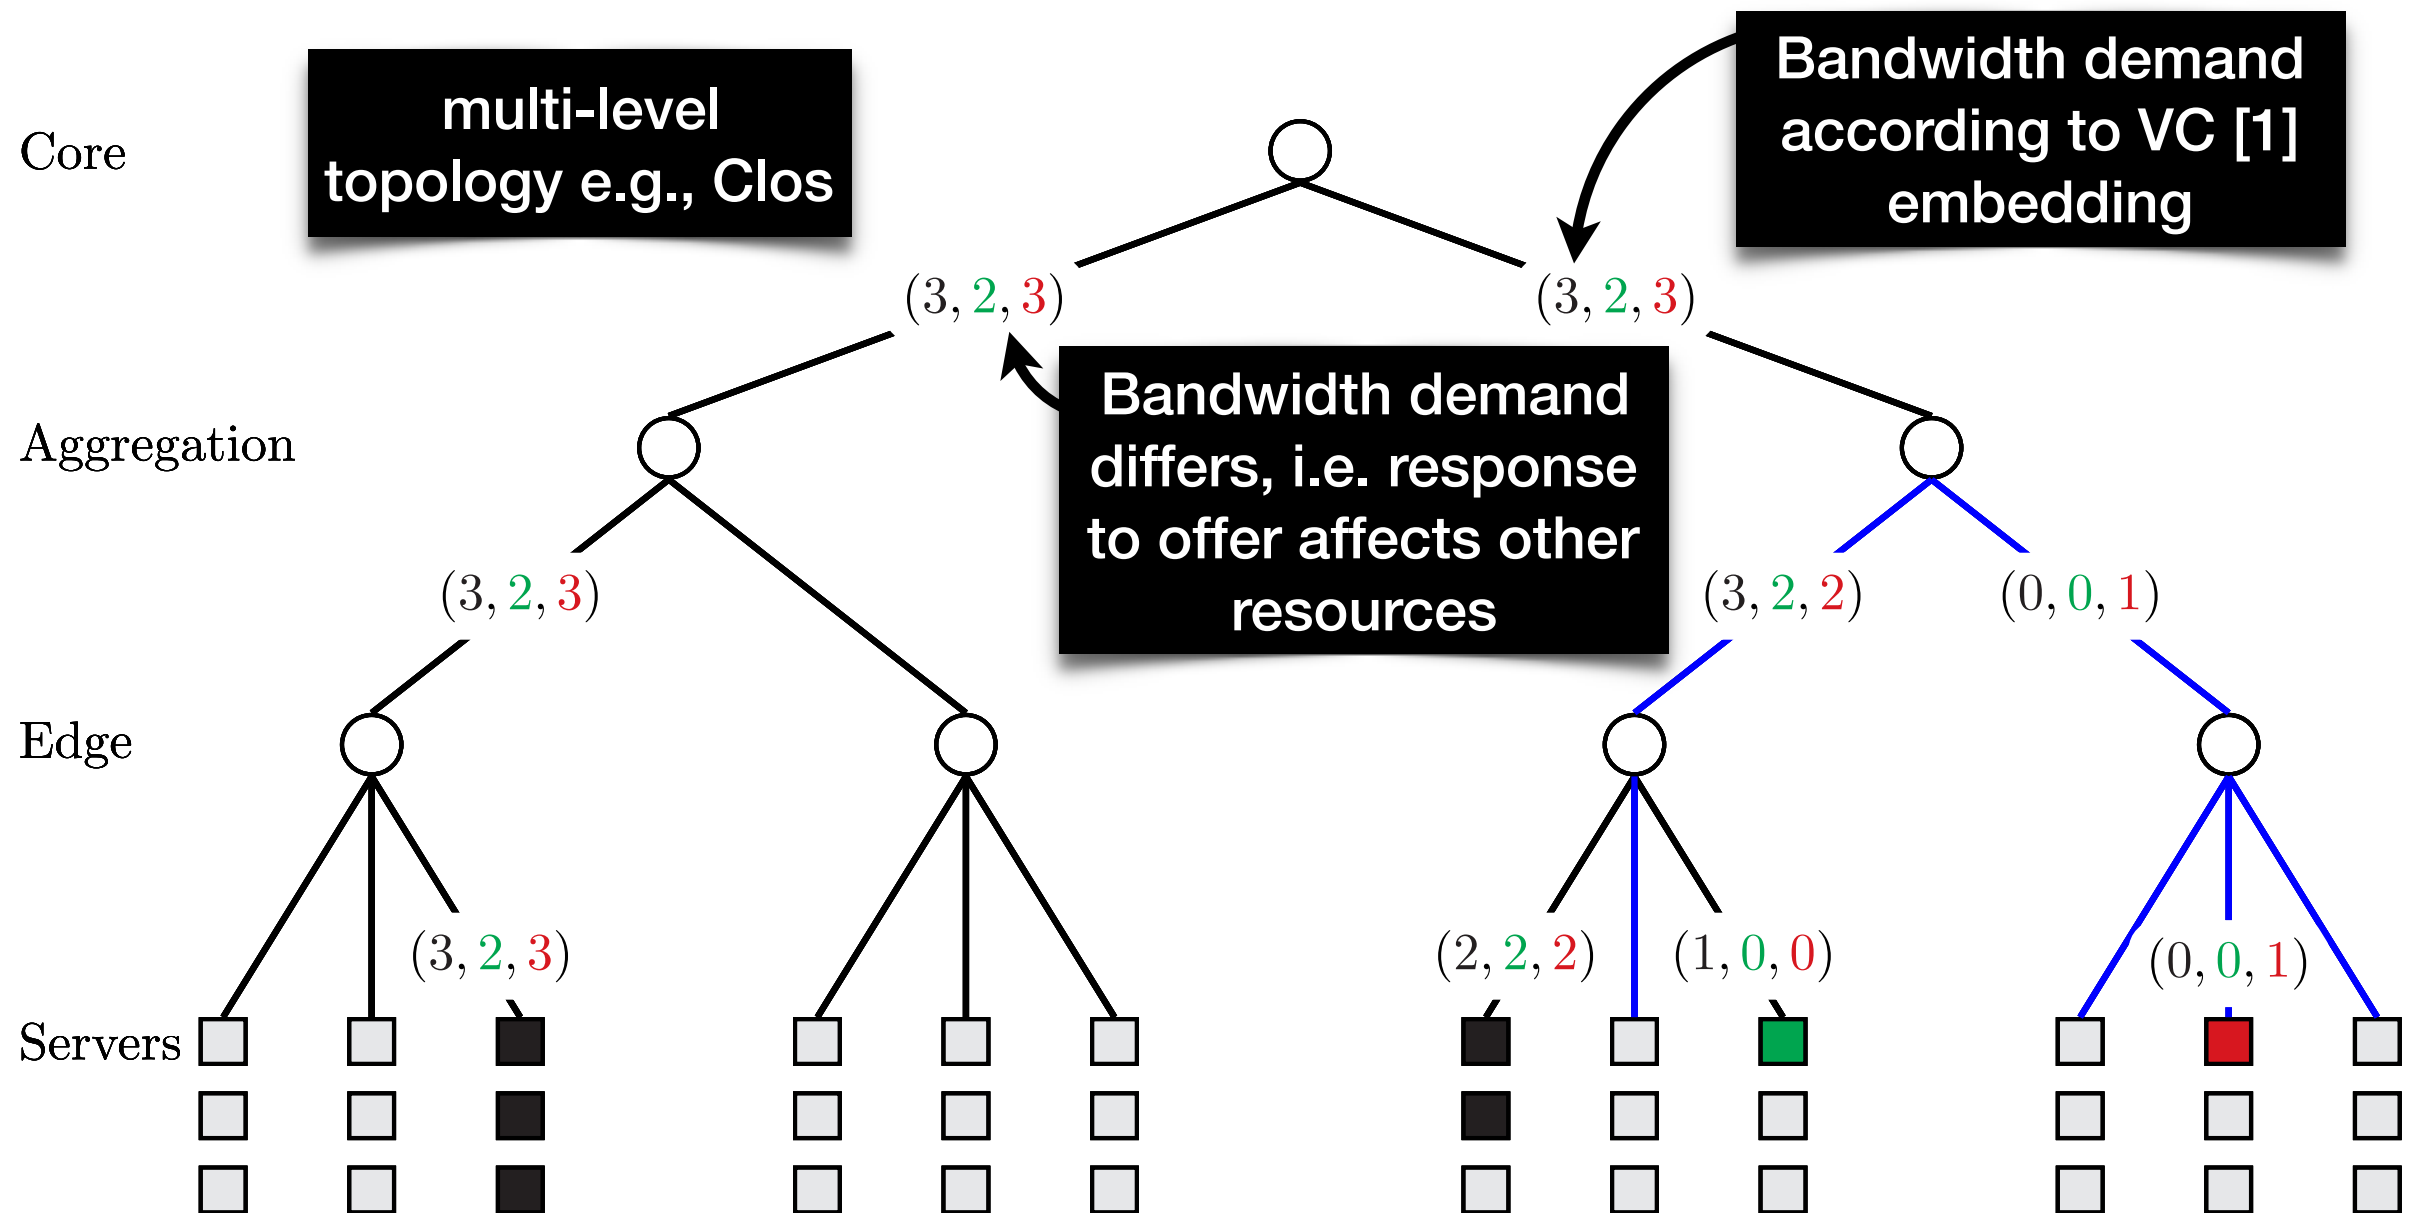 multi-level
topology e.g., Clos
Bandwidth demand
according to VC [1]
embedding
Core
(3, 2, 3)
(3, 2, 3)
Bandwidth demand
differs, i.e. response
to offer affects other
resources
Aggregation
(3, 2, 3)
(3, 2, 2)
(0, 0, 1)
Edge
(3, 2, 3)
(2, 2, 2)
(1, 0, 0)
(0, 0, 1)
Servers